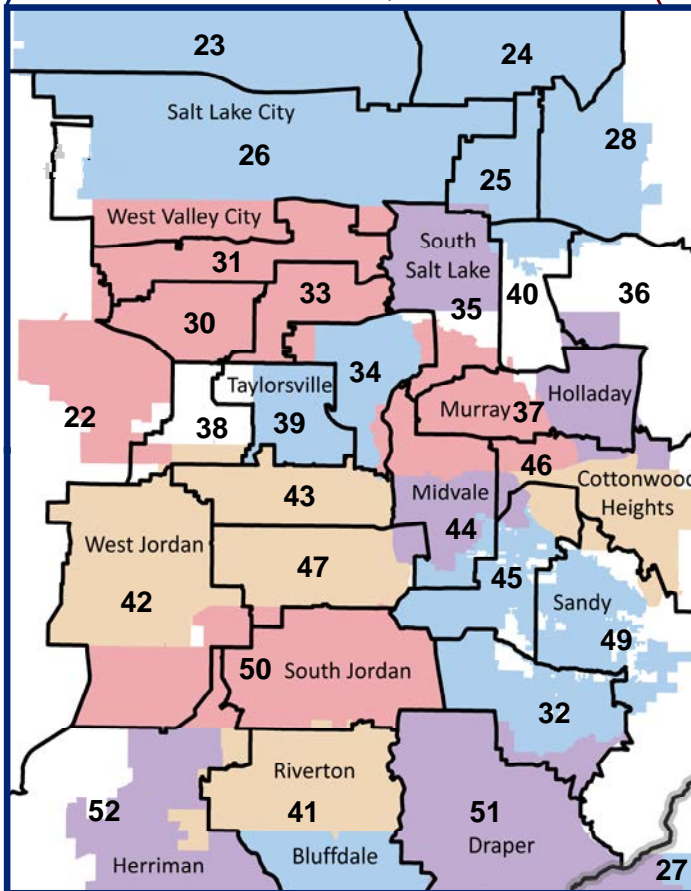 23
24
Salt Lake City
28
26
25
West Valley City
South
Salt Lake
31
33
40
36
30
35
34
Taylorsville
Holladay
22
Murray 37
38
39
46
Cottonwood
Heights
43
Midvale
44
West Jordan
47
45
42
Sandy
49
50
South Jordan
32
Riverton
52
41
51
Draper
Bluffdale
Herriman
27